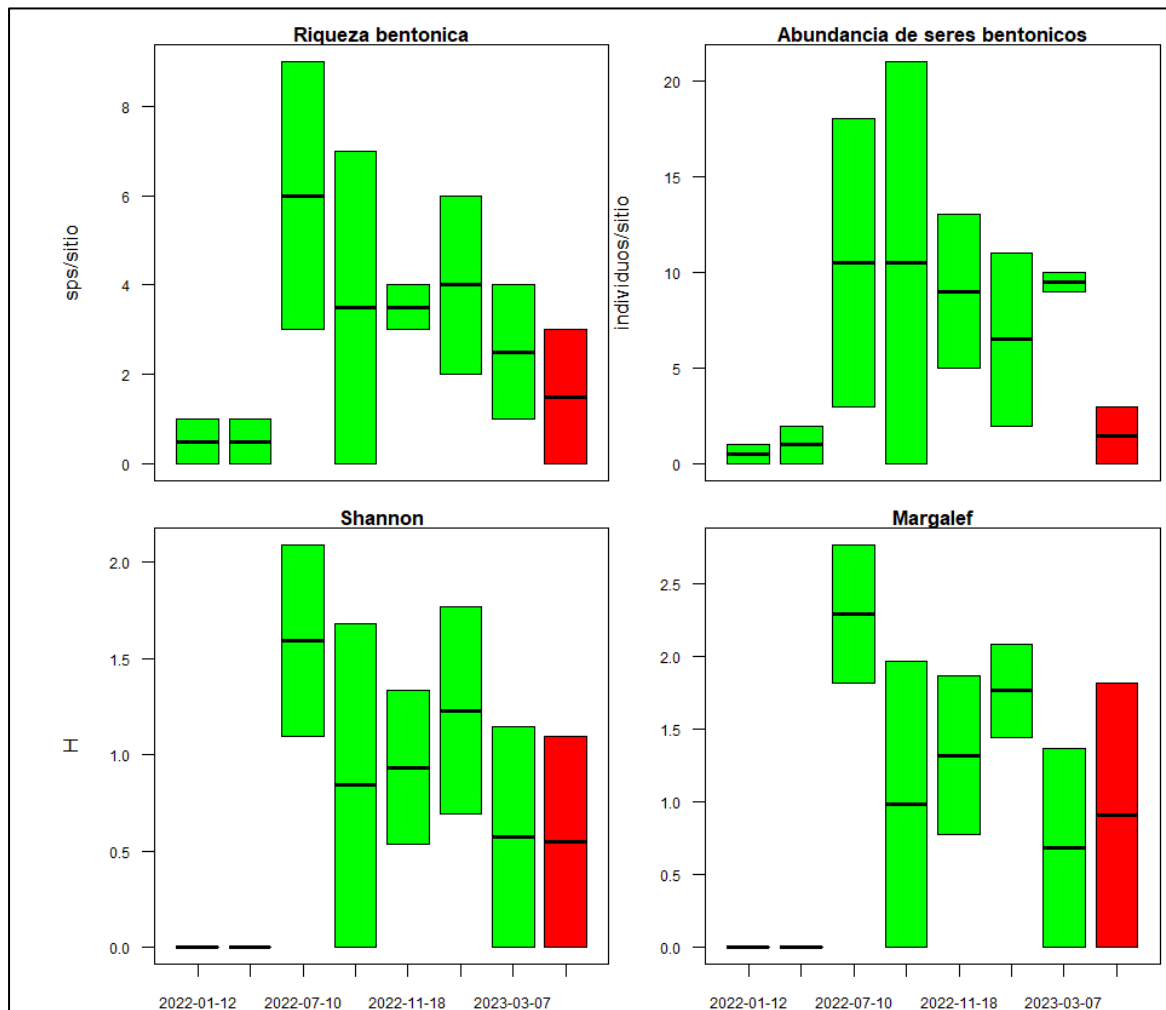 Riqueza bentonica
Abundancia de seres bentonicos
sps/sitio
8
6
4
2
0
individuos/sitio
20
15
10
5
0
Shannon
Margalef
H
2.0
1.5
1.0
0.5
0.0
2.5
2.0
1.5
1.0
0.5
0.0
2022-01-12 2022-07-10 2022-11-18 2023-03-07
2022-01-12 2022-07-10 2022-11-18 2023-03-07